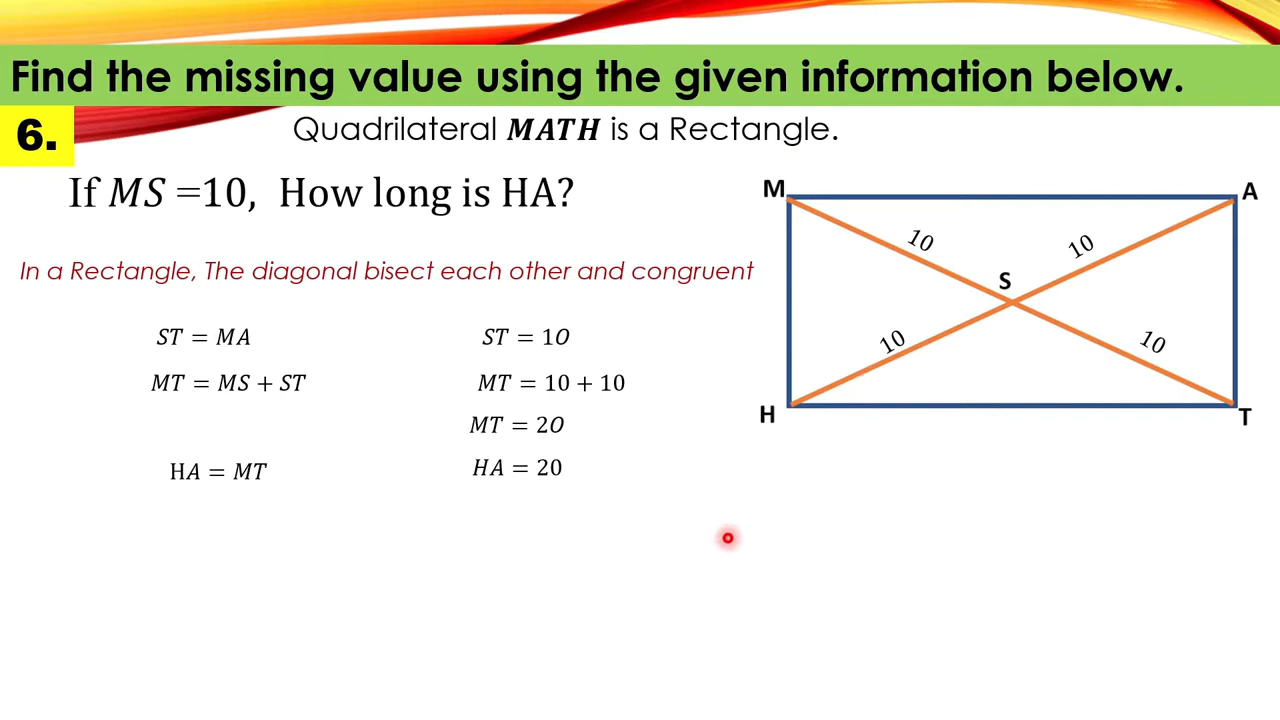 Find the missing value using the given information below.
6.
Quadrilateral MATH is a Rectangle.
If MS =10, How long is HA?
In a Rectangle, The diagonal bisect each other and congruent
ST = MA
ST = 1O
MT = MS + ST
MT = 10 + 10
MT = 2O
HA = MT
HA = 20
M
A
10
10
S
10
10
H
T